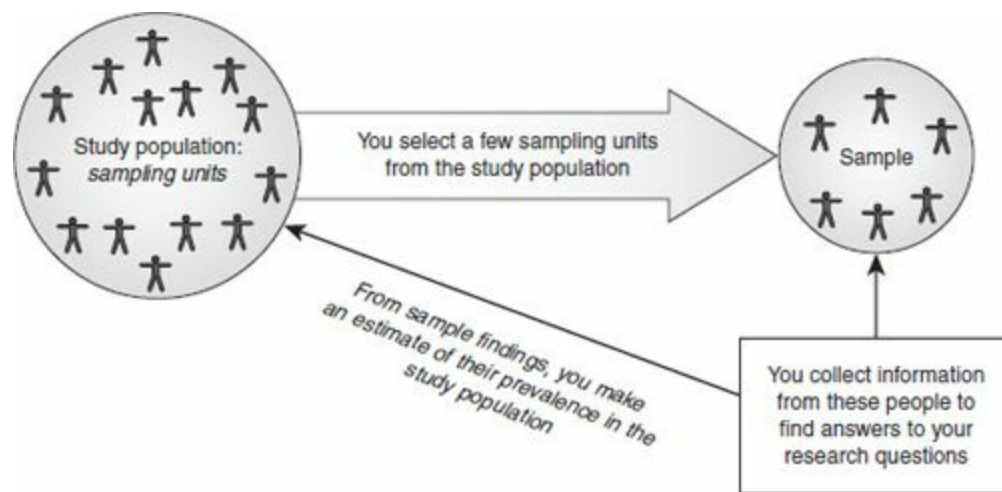 Study population:
sampling units
You select a few sampling units
from the study population
Sample
From sample findings, you make
an estimate of their prevalence in the
study population
You collect information
from these people to
find answers to your
research questions